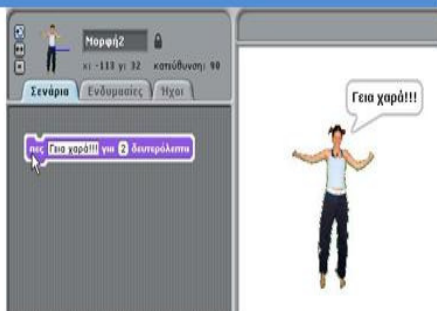 Μορφή2
x: -113 y: 32 κατεύθυνση: 90
Σενάρια Ενδυμασίες Ήχοι
πες Γεια χαρά!!! για 2 δευτερόλεπτα
Γεια χαρά!!!